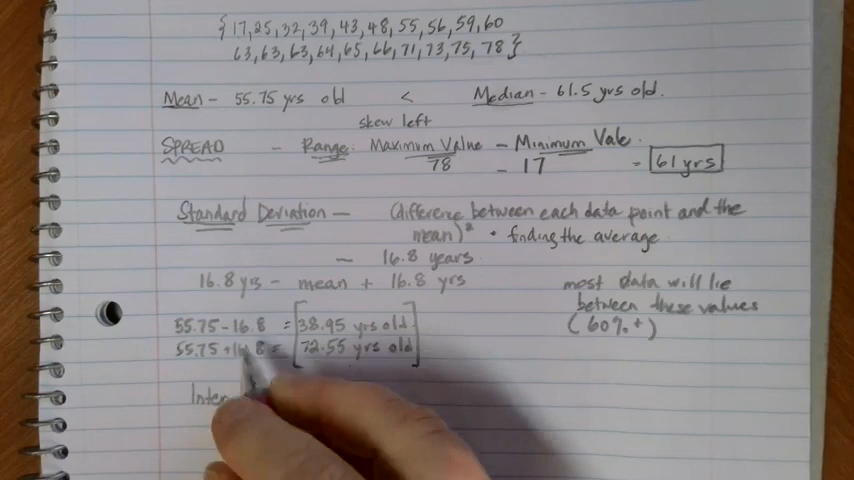 {17, 25, 32, 39, 43, 48, 55, 56, 59, 60
63, 63, 63, 64, 65, 66, 71, 73, 75, 78}
Mean - 55.75 yrs old < Median - 61.5 yrs old.
skew left
SPREAD - Range: Maximum Value - Minimum Vale.
78 - 17 = 61 yrs
Standard Deviation - (difference between each data point and the
mean)² • finding the average
- 16.8 years
16.8 yrs - mean + 16.8 yrs
most data will lie
between these values
(60% +)
55.75 - 16.8 = [38.95 yrs old]
55.75 + 16.8 = [72.55 yrs old]
Inter